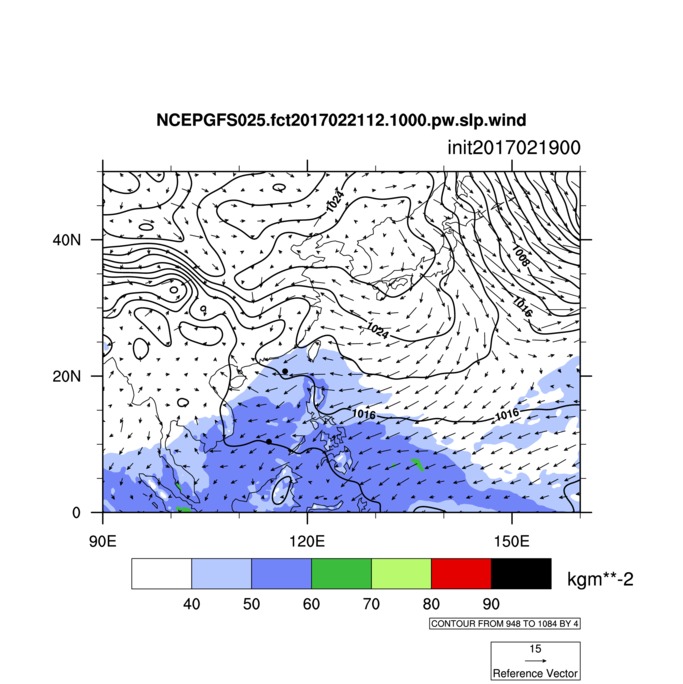 NCEPGFS025.fct2017022112.1000.pw.slp.wind
init2017021900
1024
40N
1008
1016
1024
20N
1016
1016
0
90E
120E
150E
kgm**-2
40
50
60
70
80
90
CONTOUR FROM 948 TO 1084 BY 4
15
Reference Vector